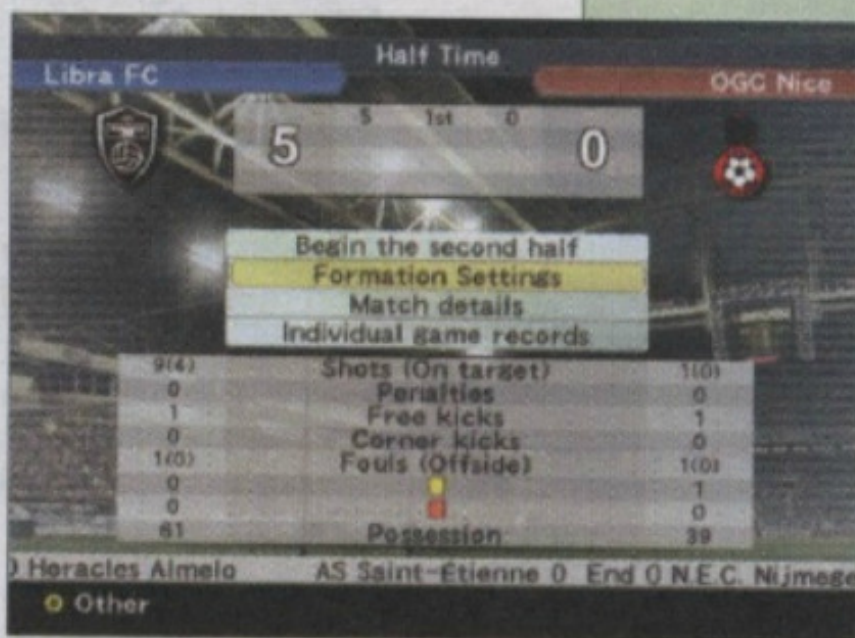 Half Time
Libra FC OGC Nice
5 1st 0
5 0
Begin the second half
Formation Settings
Match details
Individual game records
9(4) Shots (On target) 1(0)
0 Penalties 0
1 Free kicks 1
0 Corner kicks 0
1(0) Fouls (Offside) 1(0)
0 1
0 0
61 Possession 39
0 Heracles Almelo AS Saint-Étienne 0 End 0 N.E.C. Nijmege
Other